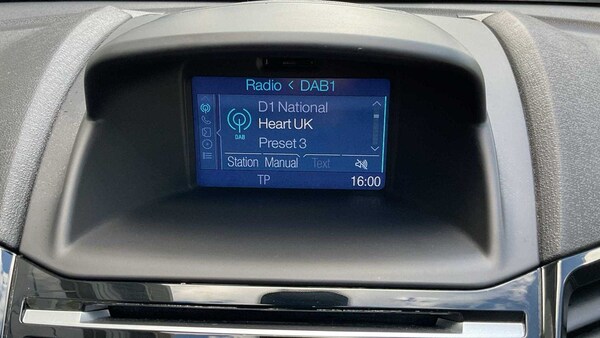 Radio < DAB1
D1 National
Heart UK
DAB
Preset 3
Station Manual Text
TP 16:00